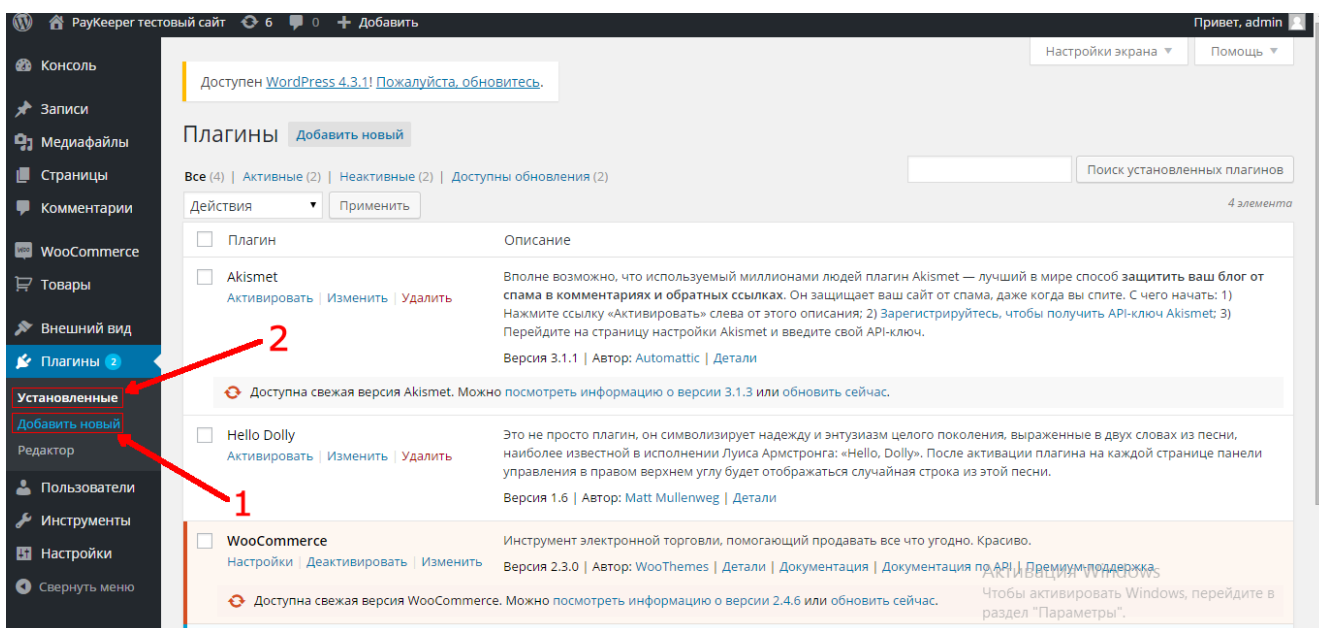 PayKeeper тестовый сайт 6 0 + Добавить Привет, admin
Настройки экрана ▼ Помощь ▼
Консоль
Записи
Медиафайлы
Страницы
Комментарии
WooCommerce
Товары
Внешний вид
Плагины 2
Установленные
Добавить новый
Редактор
Пользователи
Инструменты
Настройки
Свернуть меню
2
1
Доступен WordPress 4.3.1! Пожалуйста, обновитесь.
Плагины Добавить новый
Все (4) | Активные (2) | Неактивные (2) | Доступны обновления (2)
Поиск установленных плагинов
Действия ▼ Применить
4 элемента
Плагин Описание
Akismet
Активировать | Изменить | Удалить
Вполне возможно, что используемый миллионами людей плагин Akismet — лучший в мире способ защитить ваш блог от
спама в комментариях и обратных ссылках. Он защищает ваш сайт от спама, даже когда вы спите. С чего начать: 1)
Нажмите ссылку «Активировать» слева от этого описания; 2) Зарегистрируйтесь, чтобы получить API-ключ Akismet; 3)
Перейдите на страницу настройки Akismet и введите свой API-ключ.
Версия 3.1.1 | Автор: Automattic | Детали
Доступна свежая версия Akismet. Можно посмотреть информацию о версии 3.1.3 или обновить сейчас.
Hello Dolly
Активировать | Изменить | Удалить
Это не просто плагин, он символизирует надежду и энтузиазм целого поколения, выраженные в двух словах из песни,
наиболее известной в исполнении Луиса Армстронга: «Hello, Dolly». После активации плагина на каждой странице панели
управления в правом верхнем углу будет отображаться случайная строка из этой песни.
Версия 1.6 | Автор: Matt Mullenweg | Детали
WooCommerce
Настройки | Деактивировать | Изменить
Инструмент электронной торговли, помогающий продавать все что угодно. Красиво.
Версия 2.3.0 | Автор: WooThemes | Детали | Документация | Документация по API | Премиум-поддержка
Доступна свежая версия WooCommerce. Можно посмотреть информацию о версии 2.4.6 или обновить сейчас.
Активация Windows
Чтобы активировать Windows, перейдите в
раздел "Параметры".